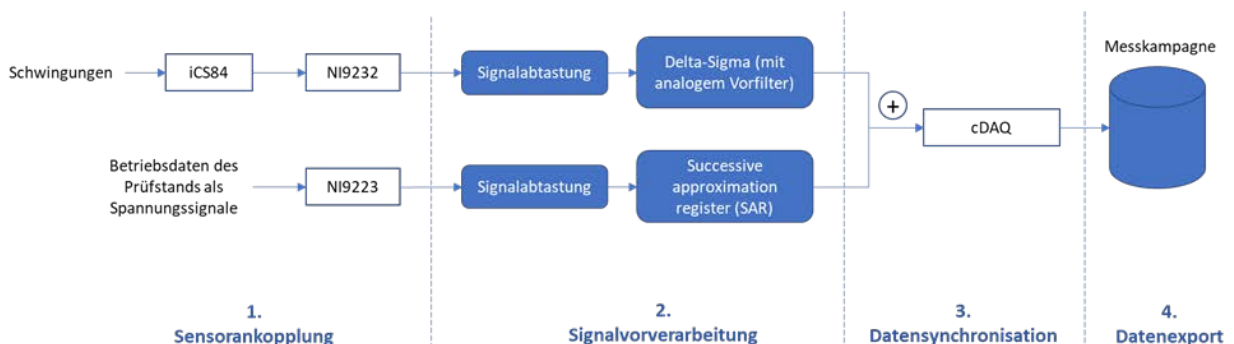 Messkampagne
Schwingungen
iCS84
NI9232
Signalabtastung
Delta-Sigma (mit
analogem Vorfilter)
+
cDAQ
Betriebsdaten des
Prüfstands als
Spannungssignale
NI9223
Signalabtastung
Successive
approximation
register (SAR)
1.
Sensorankopplung
2.
Signalvorverarbeitung
3.
Datensynchronisation
4.
Datenexport